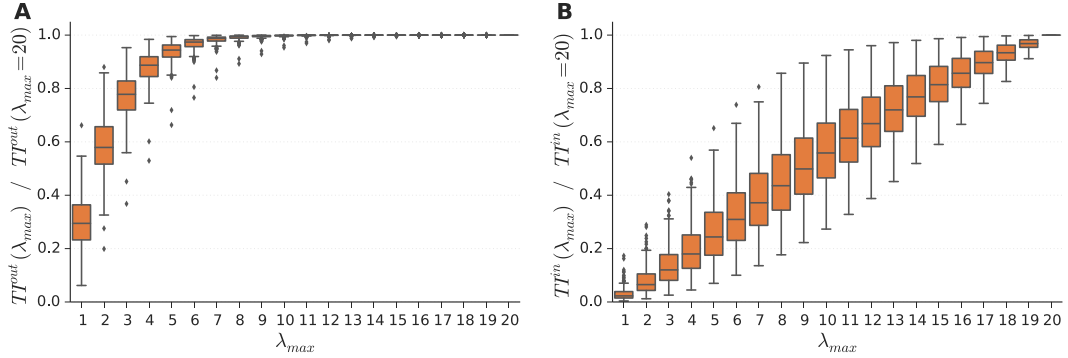 A
TI^out(λ_max) / TI^out(λ_max=20)
1.0
0.8
0.6
0.4
0.2
0.0
1 2 3 4 5 6 7 8 9 10 11 12 13 14 15 16 17 18 19 20
λ_max
B
TI^in(λ_max) / TI^in(λ_max=20)
1.0
0.8
0.6
0.4
0.2
0.0
1 2 3 4 5 6 7 8 9 10 11 12 13 14 15 16 17 18 19 20
λ_max